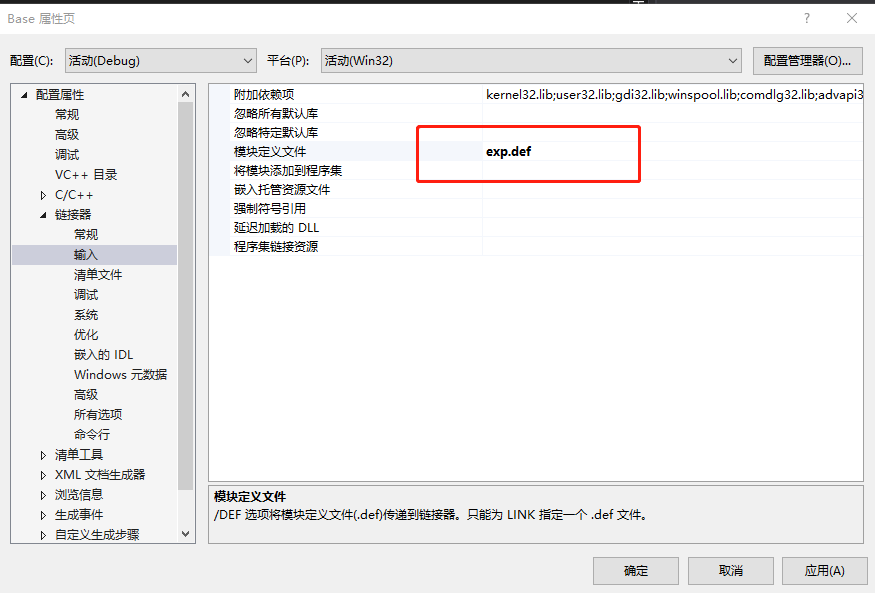 Base 属性页
配置(C): 活动(Debug) 平台(P): 活动(Win32) 配置管理器(O)...
配置属性
常规
高级
调试
VC++ 目录
C/C++
链接器
常规
输入
清单文件
调试
系统
优化
嵌入的 IDL
Windows 元数据
高级
所有选项
命令行
清单工具
XML 文档生成器
浏览信息
生成事件
自定义生成步骤
附加依赖项 kernel32.lib;user32.lib;gdi32.lib;winspool.lib;comdlg32.lib;advapi3
忽略所有默认库
忽略特定默认库
模块定义文件 exp.def
将模块添加到程序集
嵌入托管资源文件
强制符号引用
延迟加载的 DLL
程序集链接资源
模块定义文件
/DEF 选项将模块定义文件(.def)传递到链接器。只能为 LINK 指定一个 .def 文件。
确定 取消 应用(A)